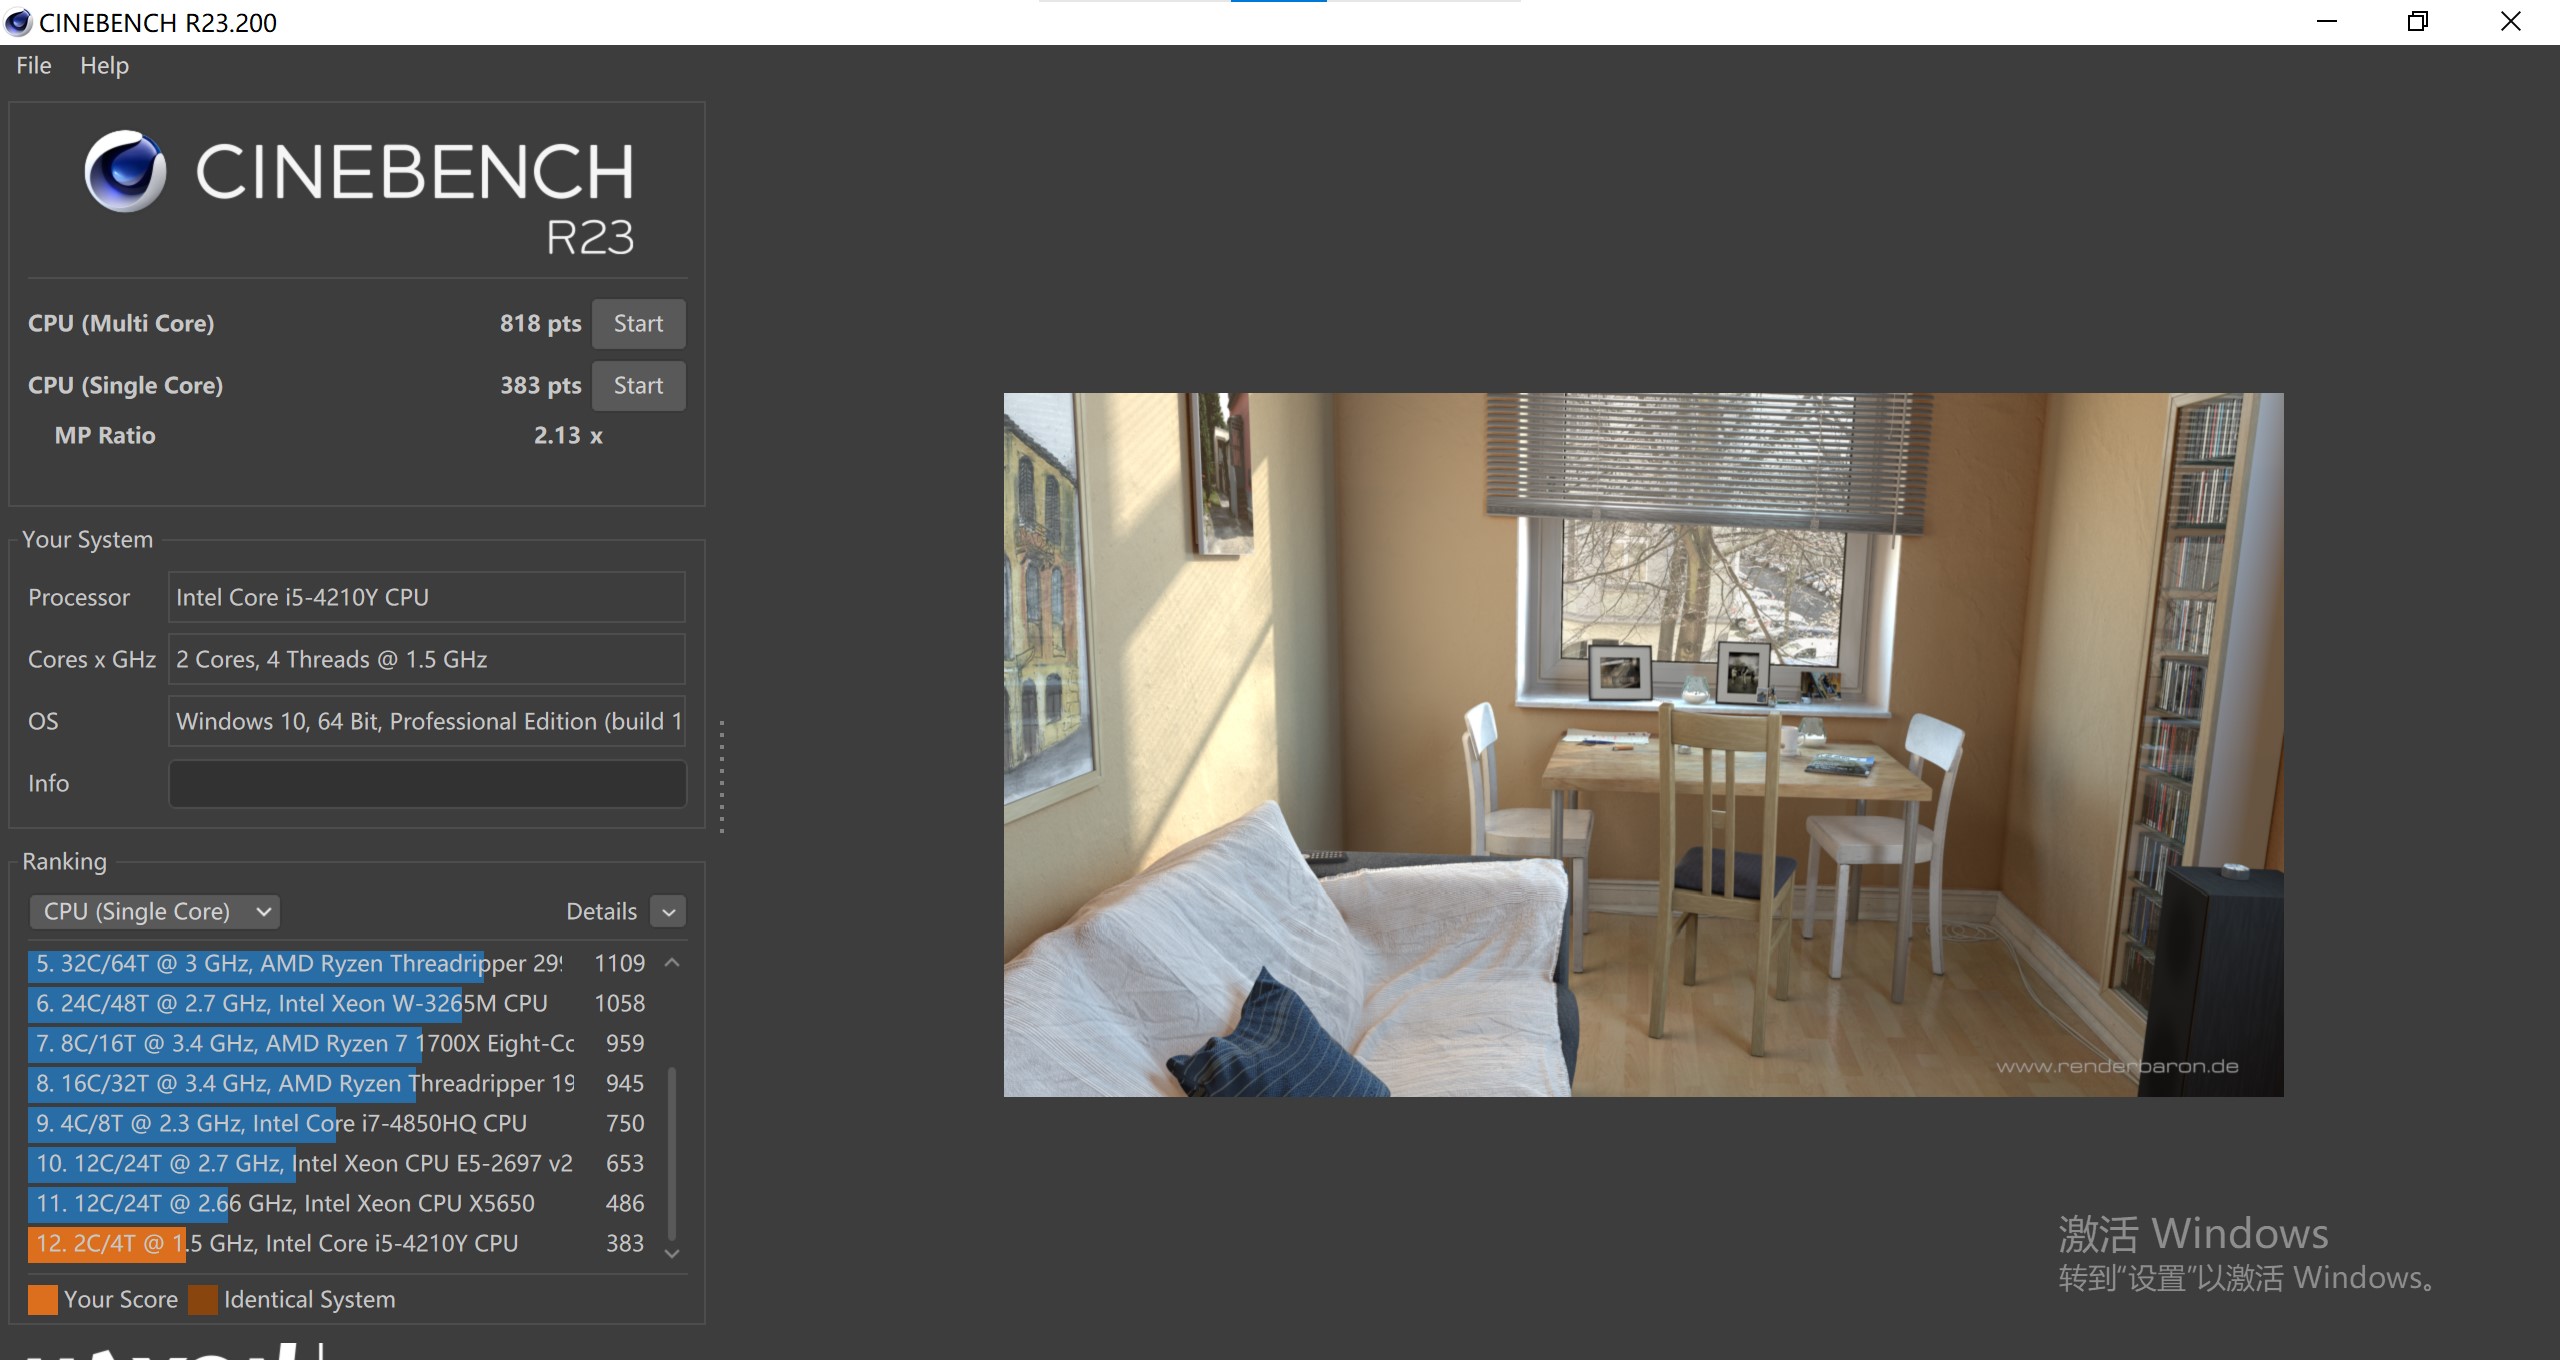 CINEBENCH R23.200
File Help
CINEBENCH
R23
CPU (Multi Core) 818 pts Start
CPU (Single Core) 383 pts Start
MP Ratio 2.13 x
Your System
Processor Intel Core i5-4210Y CPU
Cores x GHz 2 Cores, 4 Threads @ 1.5 GHz
OS Windows 10, 64 Bit, Professional Edition (build 1
Info
Ranking
CPU (Single Core) Details
5. 32C/64T @ 3 GHz, AMD Ryzen Threadripper 1109
6. 24C/48T @ 2.7 GHz, Intel Xeon W-3265M CPU 1058
7. 8C/16T @ 3.4 GHz, AMD Ryzen 7 1700X Eight-Co 959
8. 16C/32T @ 3.4 GHz, AMD Ryzen Threadripper 19 945
9. 4C/8T @ 2.3 GHz, Intel Core i7-4850HQ CPU 750
10. 12C/24T @ 2.7 GHz, Intel Xeon CPU E5-2697 v2 653
11. 12C/24T @ 2.66 GHz, Intel Xeon CPU X5650 486
12. 2C/4T @ 1.5 GHz, Intel Core i5-4210Y CPU 383
Your Score Identical System
www.renderbaron.de
激活 Windows
转到“设置”以激活 Windows。